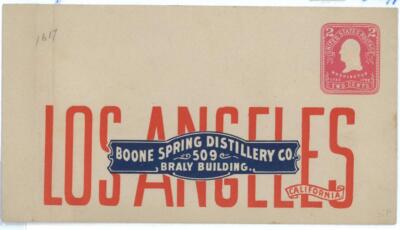 1617
2 UNITED STATES POSTAGE 2
WASHINGTON
TWO CENTS
LOS ANGELES
BOONE SPRING DISTILLERY CO.
509
BRALY BUILDING.
CALIFORNIA